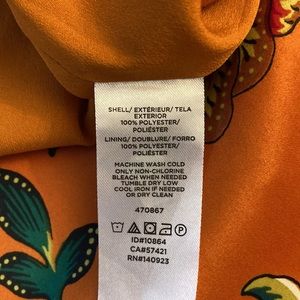 SHELL/ EXTÉRIEUR/ TELA
EXTERIOR
100% POLYESTER/
POLIÉSTER
LINING/ DOUBLURE/ FORRO
100% POLYESTER/
POLIÉSTER
MACHINE WASH COLD
ONLY NON-CHLORINE
BLEACH WHEN NEEDED
TUMBLE DRY LOW
COOL IRON IF NEEDED
OR DRY CLEAN
470867
ID#10864
CA#57421
RN#140923